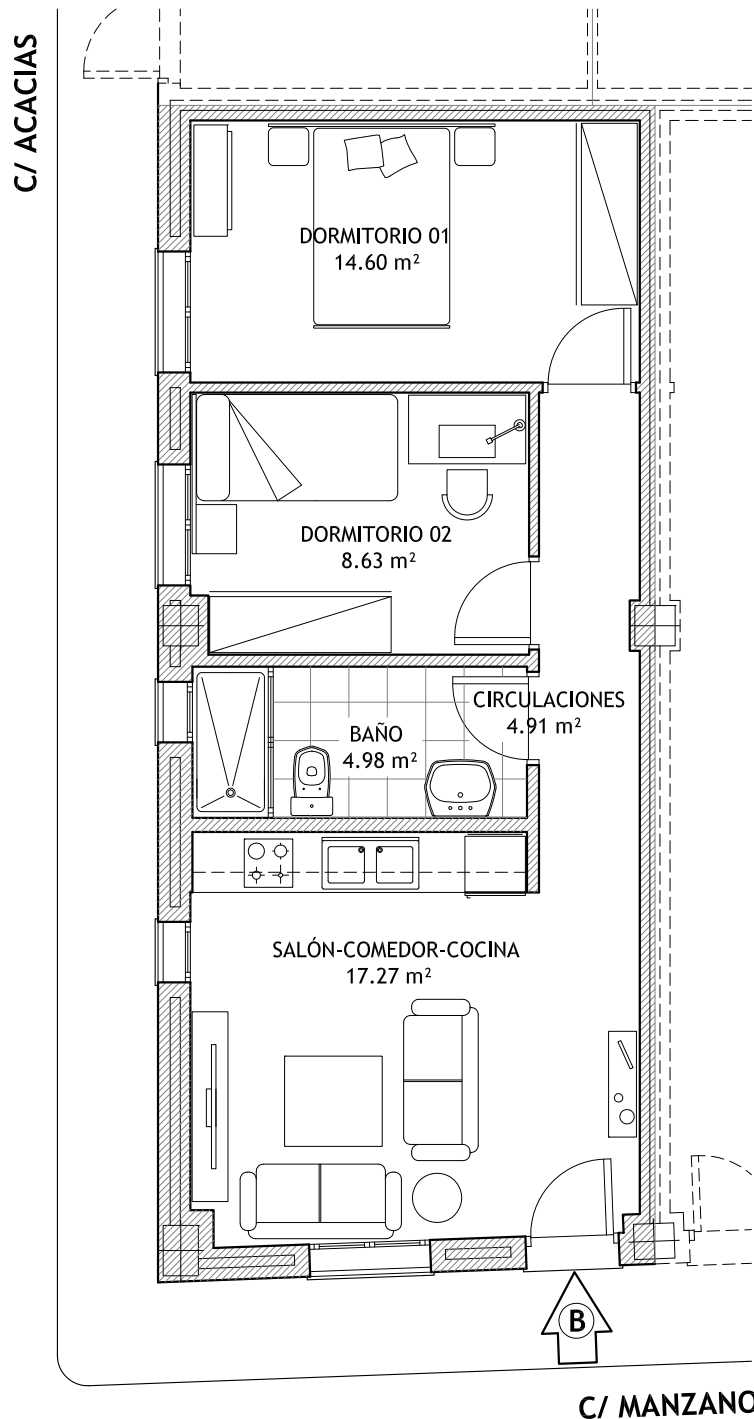 C/ ACACIAS
DORMITORIO 01
14.60 m²
DORMITORIO 02
8.63 m²
CIRCULACIONES
4.91 m²
BAÑO
4.98 m²
SALÓN-COMEDOR-COCINA
17.27 m²
B
C/ MANZANO